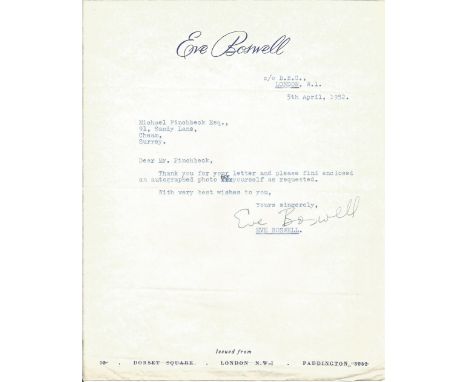 Eve Boswell
c/o B.B.C.,
LONDON, W.1.
5th April, 1952.
Michael Pinchbeck Esq.,
91, Sandy Lane,
Cheam,
Surrey.
Dear Mr. Pinchbeck,
Thank you for your letter and please find enclosed
an autographed photo yourself as requested.
With very best wishes to you,
Yours sincerely,
Eve Boswell
EVE BOSWELL.
Issued from
DORSET SQUARE. . LONDON N.W.1 . PADDINGTON,